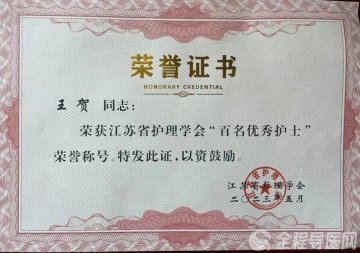 荣誉证书
HONORARY CREDENTIAL
王贺 同志：
荣获江苏省护理学会“百名优秀护士”
荣誉称号。特发此证，以资鼓励。
江苏省护理学会
二〇二三年五月
全程导医网